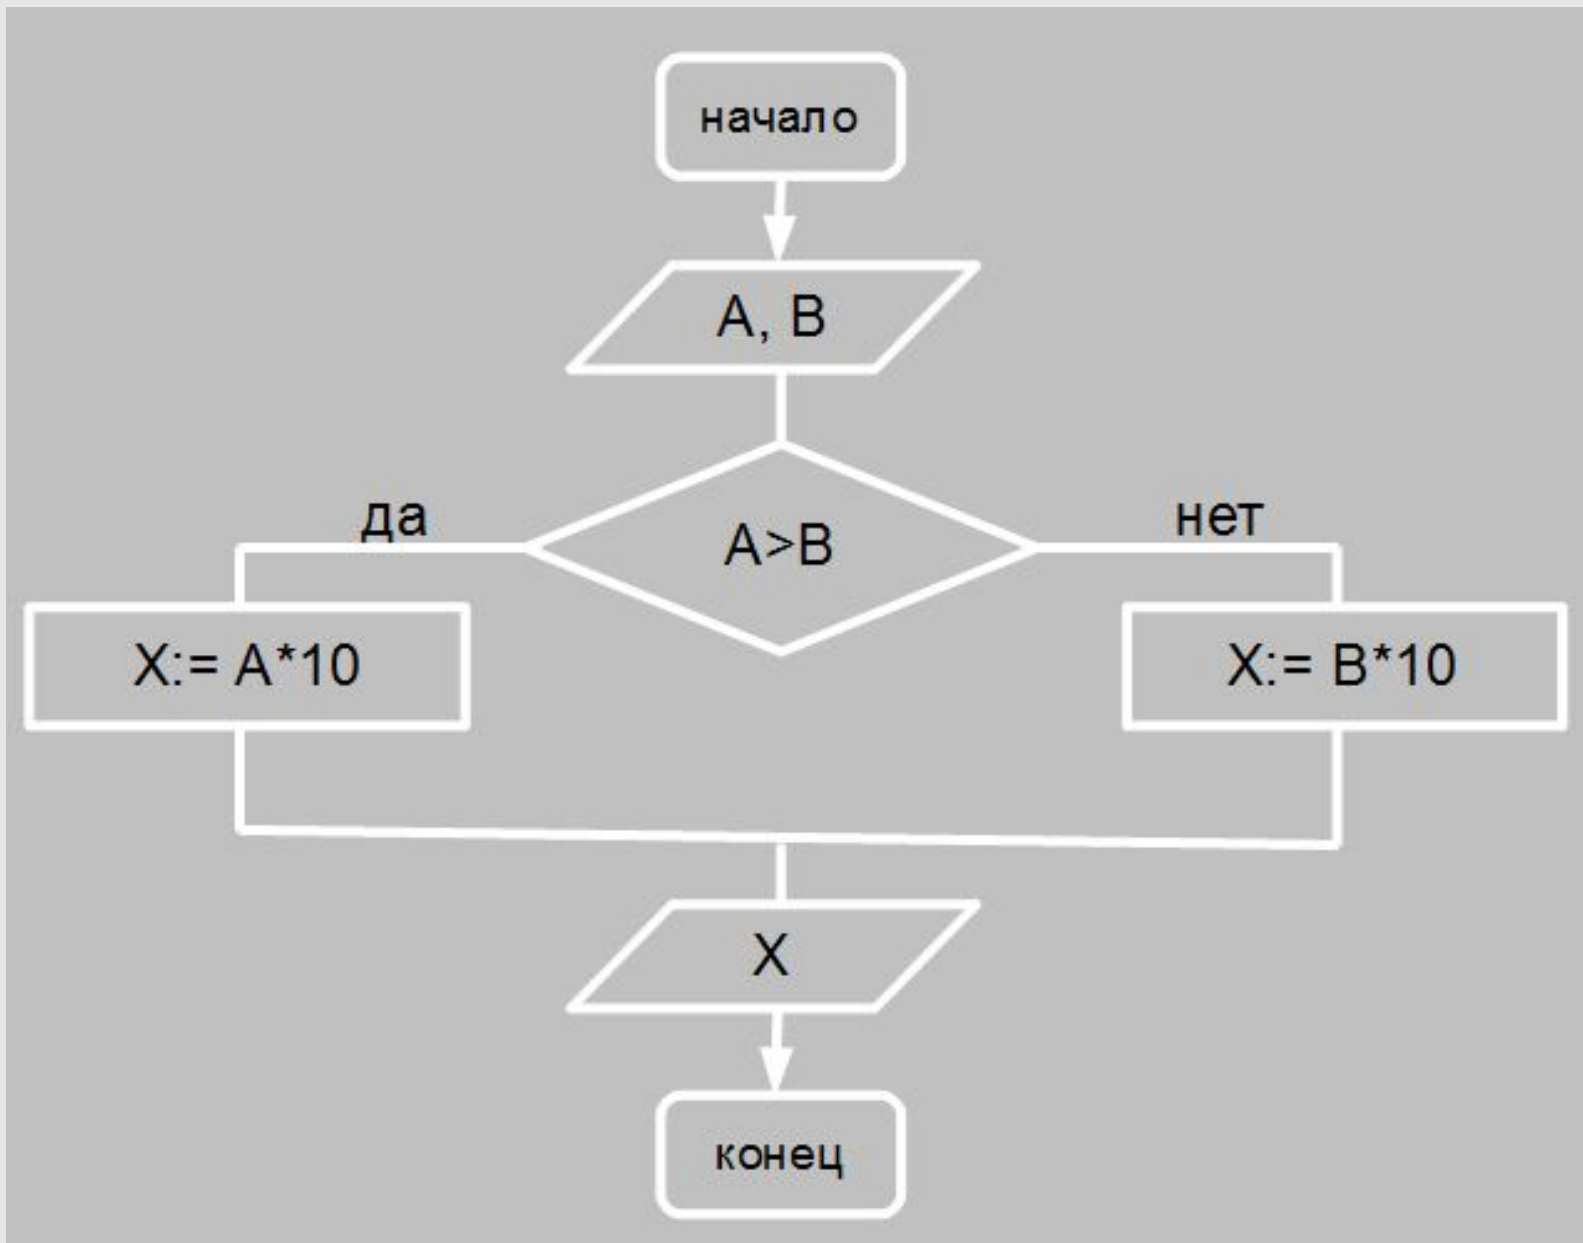 начало
A, B
да
A>B
нет
X:= A*10
X:= B*10
X
конец